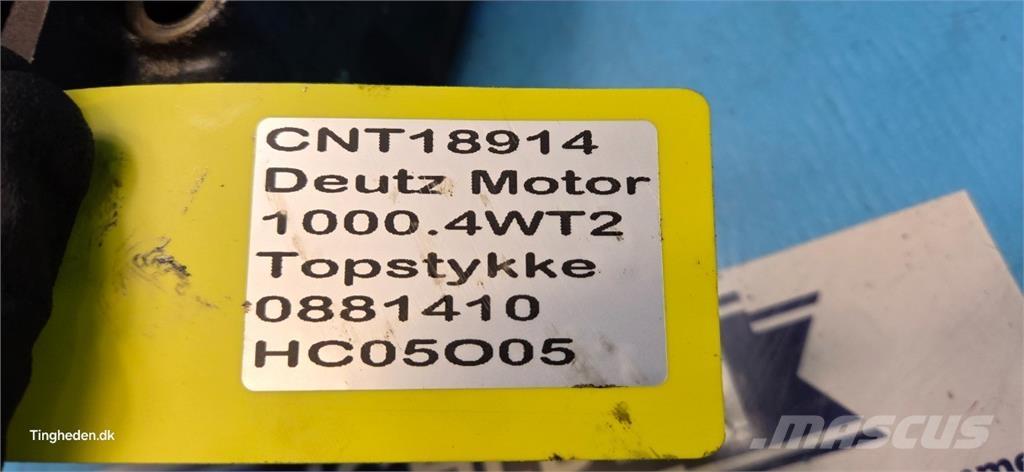 CNT18914
Deutz Motor
1000.4WT2
Topstykke
0881410
HC05O05
Tingheden.dk
MASCUS